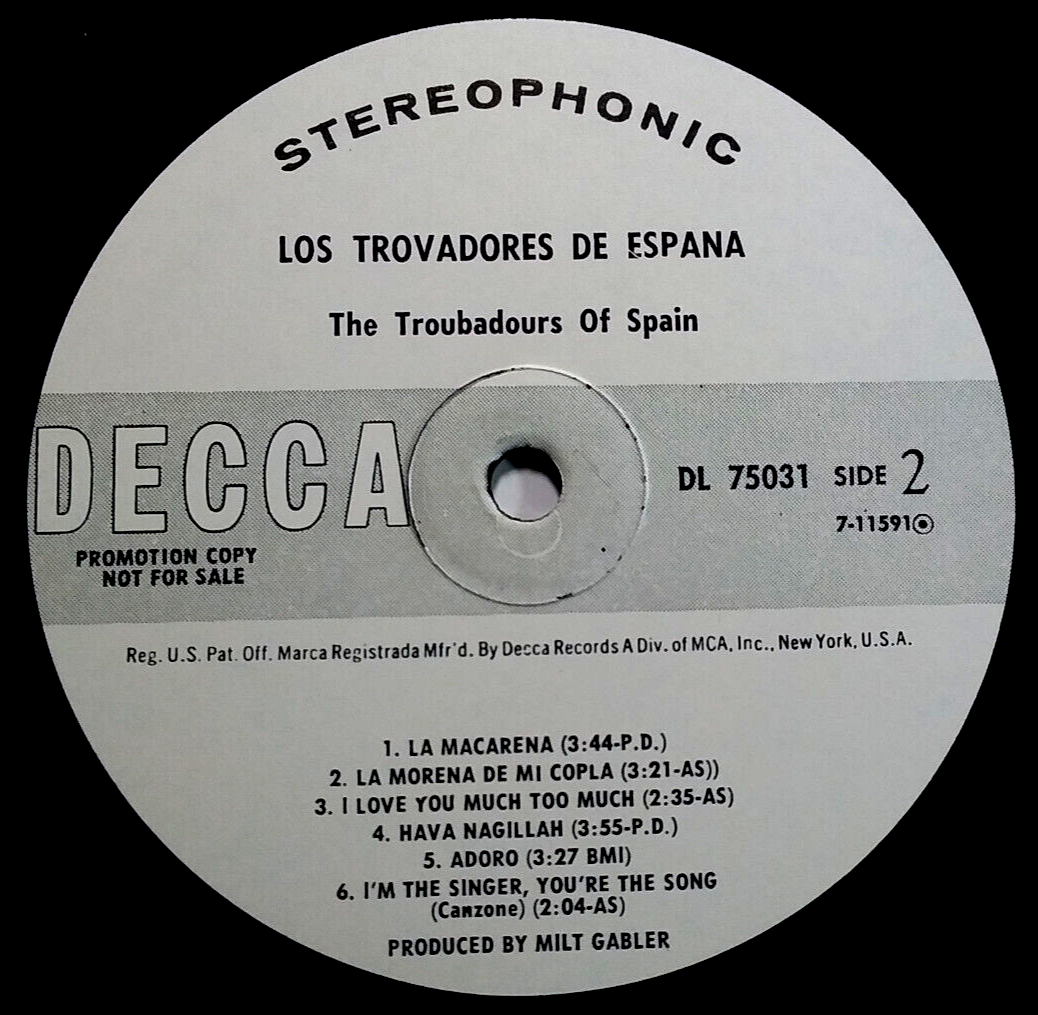 STEREOPHONIC
LOS TROVADORES DE ESPANA
The Troubadours Of Spain
DECCA
DL 75031 SIDE 2
7-11591
PROMOTION COPY
NOT FOR SALE
Reg. U.S. Pat. Off. Marca Registrada Mfr'd. By Decca Records A Div. of MCA, Inc., New York, U.S.A.
1. LA MACARENA (3:44-P.D.)
2. LA MORENA DE MI COPLA (3:21-AS))
3. I LOVE YOU MUCH TOO MUCH (2:35-AS)
4. HAVA NAGILLAH (3:55-P.D.)
5. ADORO (3:27 BMI)
6. I'M THE SINGER, YOU'RE THE SONG
(Canzone) (2:04-AS)
PRODUCED BY MILT GABLER